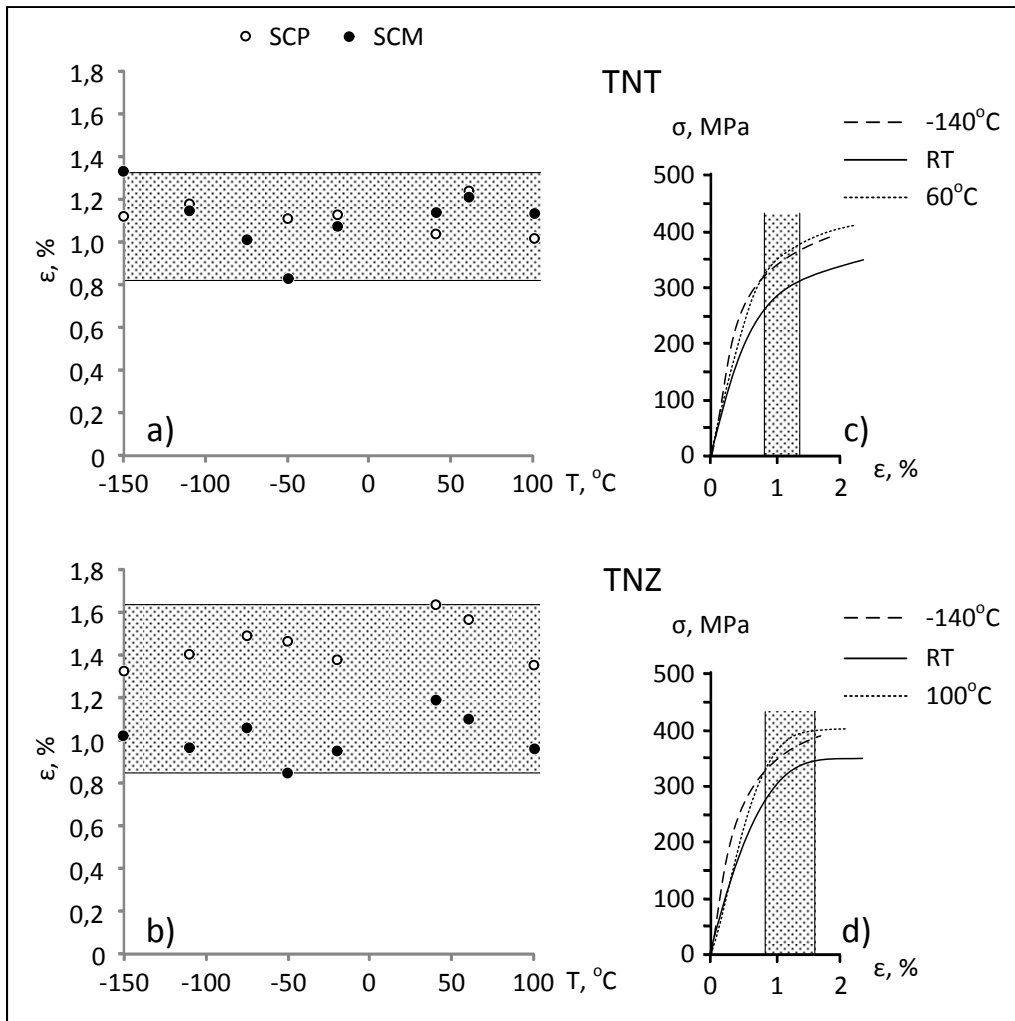 SCP SCM
1,8
1,6
1,4
1,2
1,0
0,8
0,6
0,4
0,2
0
ε, %
a)
-150 -100 -50 0 50 100
T, °C
TNT
σ, MPa
-140°C
RT
60°C
500
400
300
200
100
0
c)
0 1 2
ε, %
1,8
1,6
1,4
1,2
1,0
0,8
0,6
0,4
0,2
0
ε, %
b)
-150 -100 -50 0 50 100
T, °C
TNZ
σ, MPa
-140°C
RT
100°C
500
400
300
200
100
0
d)
0 1 2
ε, %